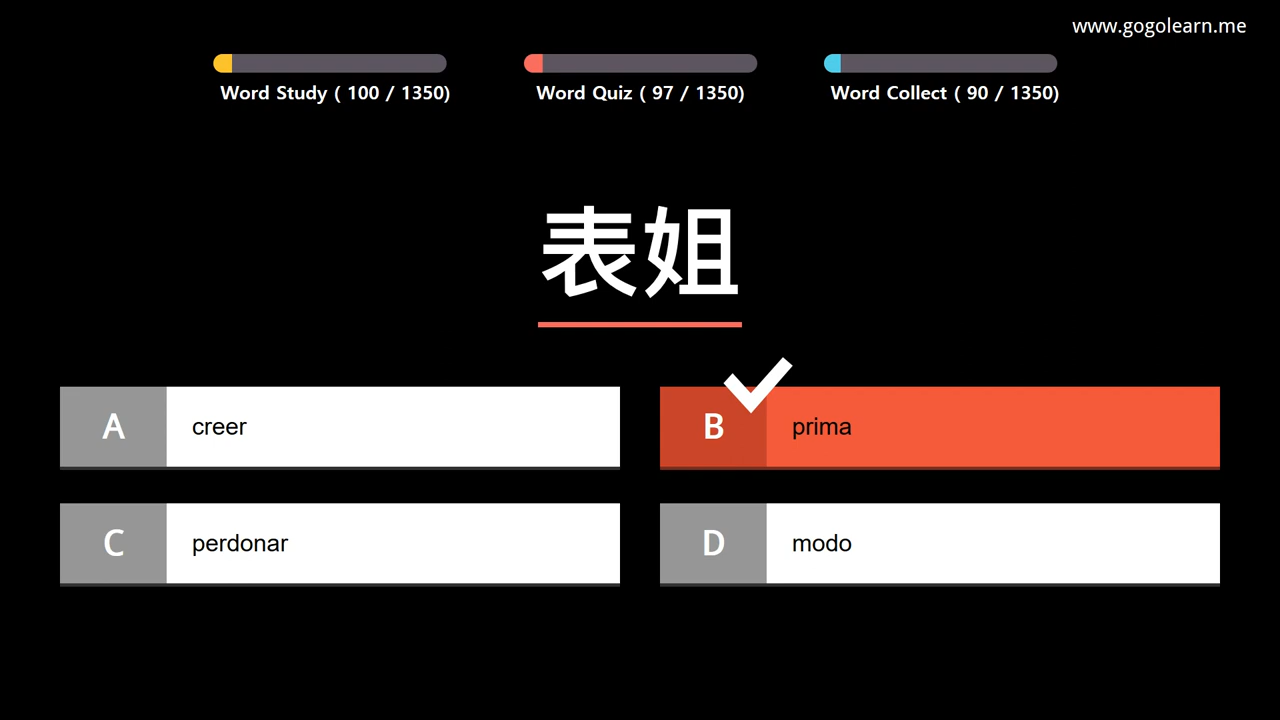 www.gogolearn.me
Word Study ( 100 / 1350)
Word Quiz ( 97 / 1350)
Word Collect ( 90 / 1350)
表姐
A creer
B prima
C perdonar
D modo